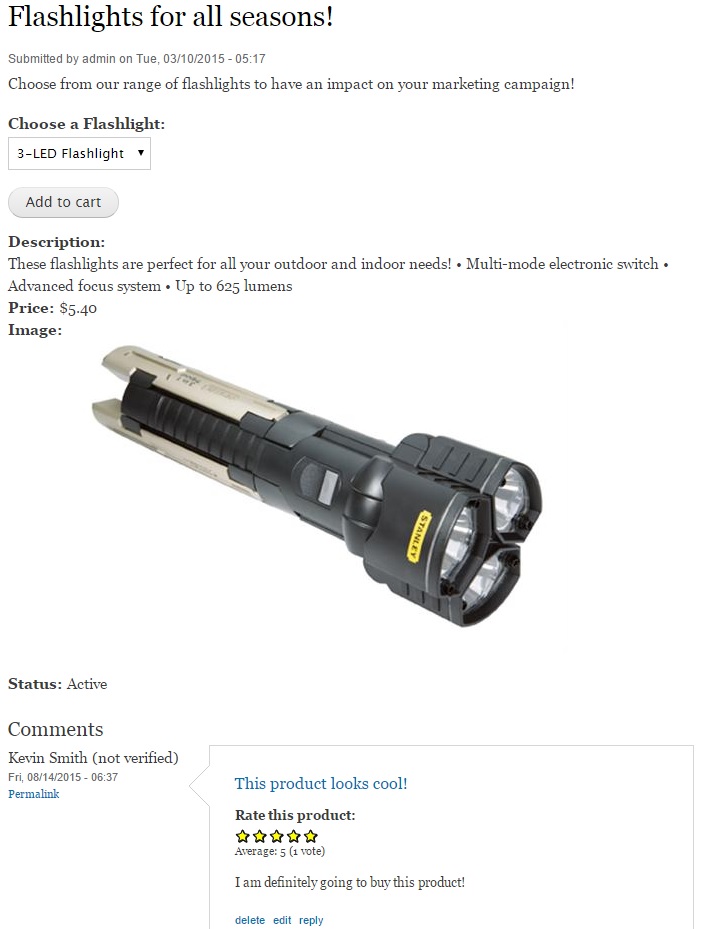 Flashlights for all seasons!
Submitted by admin on Tue, 03/10/2015 - 05:17
Choose from our range of flashlights to have an impact on your marketing campaign!
Choose a Flashlight:
3-LED Flashlight
Add to cart
Description:
These flashlights are perfect for all your outdoor and indoor needs! • Multi-mode electronic switch •
Advanced focus system • Up to 625 lumens
Price: $5.40
Image:
STANLEY
Status: Active
Comments
Kevin Smith (not verified)
Fri, 08/14/2015 - 06:37
Permalink
This product looks cool!
Rate this product:
Average: 5 (1 vote)
I am definitely going to buy this product!
delete edit reply